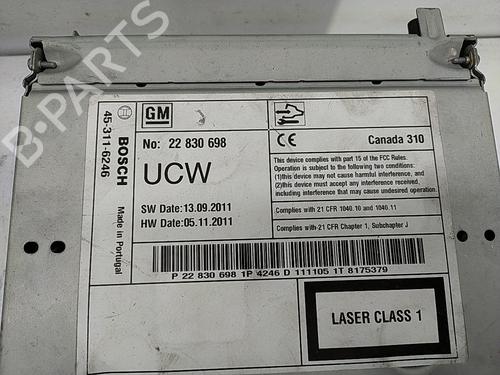 B-PARTS
BOSCH
45-311-6246
Made in Portugal
GM
No: 22 830 698
UCW
SW Date:13.09.2011
HW Date:05.11.2011
CE
Canada 310
This device complies with part 15 of the FCC Rules.
Operation is subject to the following two conditions:
(1)this device may not cause harmful interference, and
(2)this device must accept any interference received,
including interference that may cause undesired operation.
Complies with 21 CFR 1040.10 and 1040.11
Complies with-21 CFR Chapter 1, Subchapter J
P 22 830 698 1P 4246 D 111105 1T 8175379
LASER CLASS 1